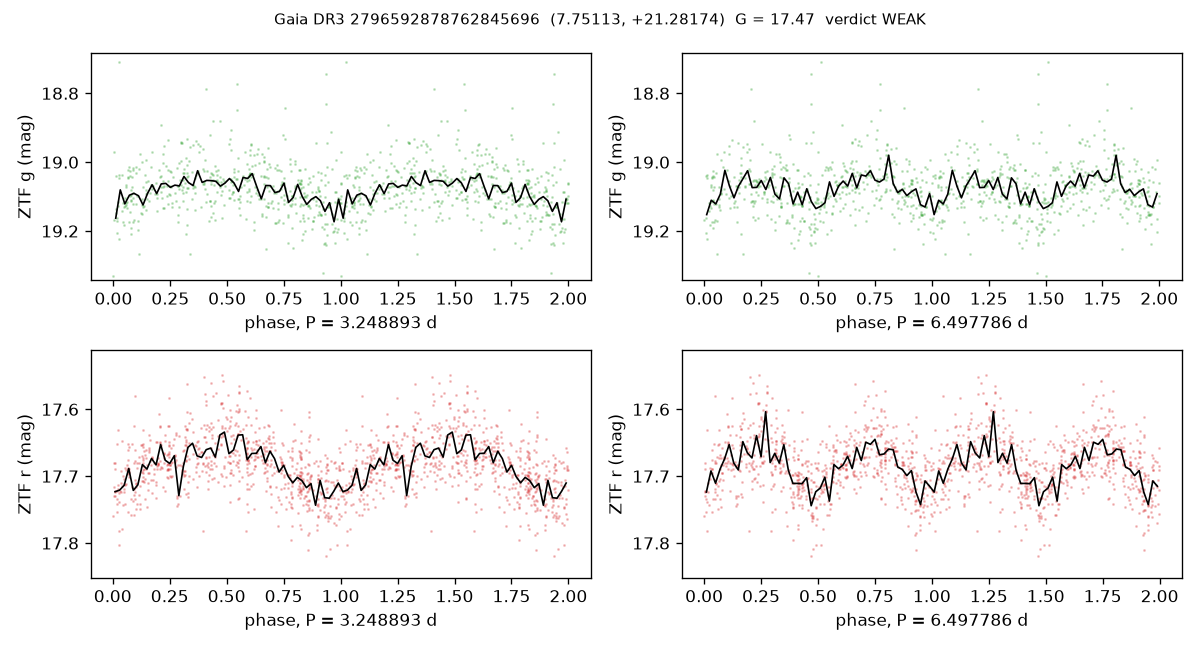 Gaia DR3 2796592878762845696 (7.75113, +21.28174) G = 17.47 verdict WEAK
ZTF g (mag)
18.8
19.0
19.2
0.00 0.25 0.50 0.75 1.00 1.25 1.50 1.75 2.00
phase, P = 3.248893 d
ZTF g (mag)
18.8
19.0
19.2
0.00 0.25 0.50 0.75 1.00 1.25 1.50 1.75 2.00
phase, P = 6.497786 d
ZTF r (mag)
17.6
17.7
17.8
0.00 0.25 0.50 0.75 1.00 1.25 1.50 1.75 2.00
phase, P = 3.248893 d
ZTF r (mag)
17.6
17.7
17.8
0.00 0.25 0.50 0.75 1.00 1.25 1.50 1.75 2.00
phase, P = 6.497786 d